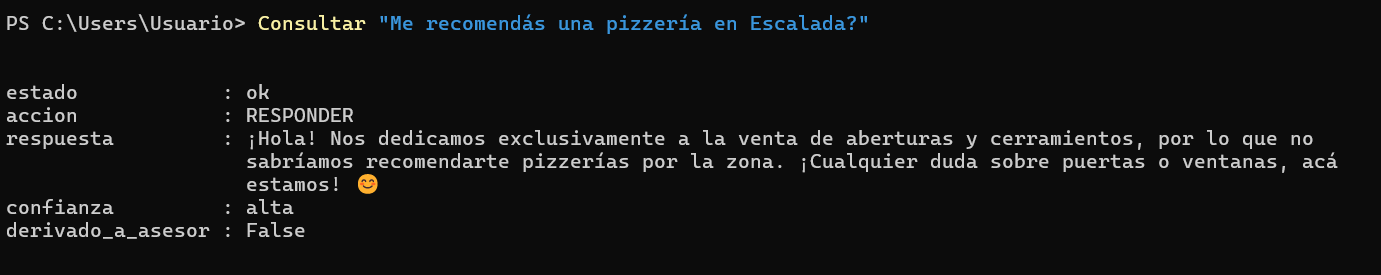 PS C:\Users\Usuario> Consultar "Me recomendás una pizzería en Escalada?"
estado            : ok
accion            : RESPONDER
respuesta         : ¡Hola! Nos dedicamos exclusivamente a la venta de aberturas y cerramientos, por lo que no
                    sabríamos recomendarte pizzerías por la zona. ¡Cualquier duda sobre puertas o ventanas, acá
                    estamos! 😊
confianza         : alta
derivado_a_asesor : False